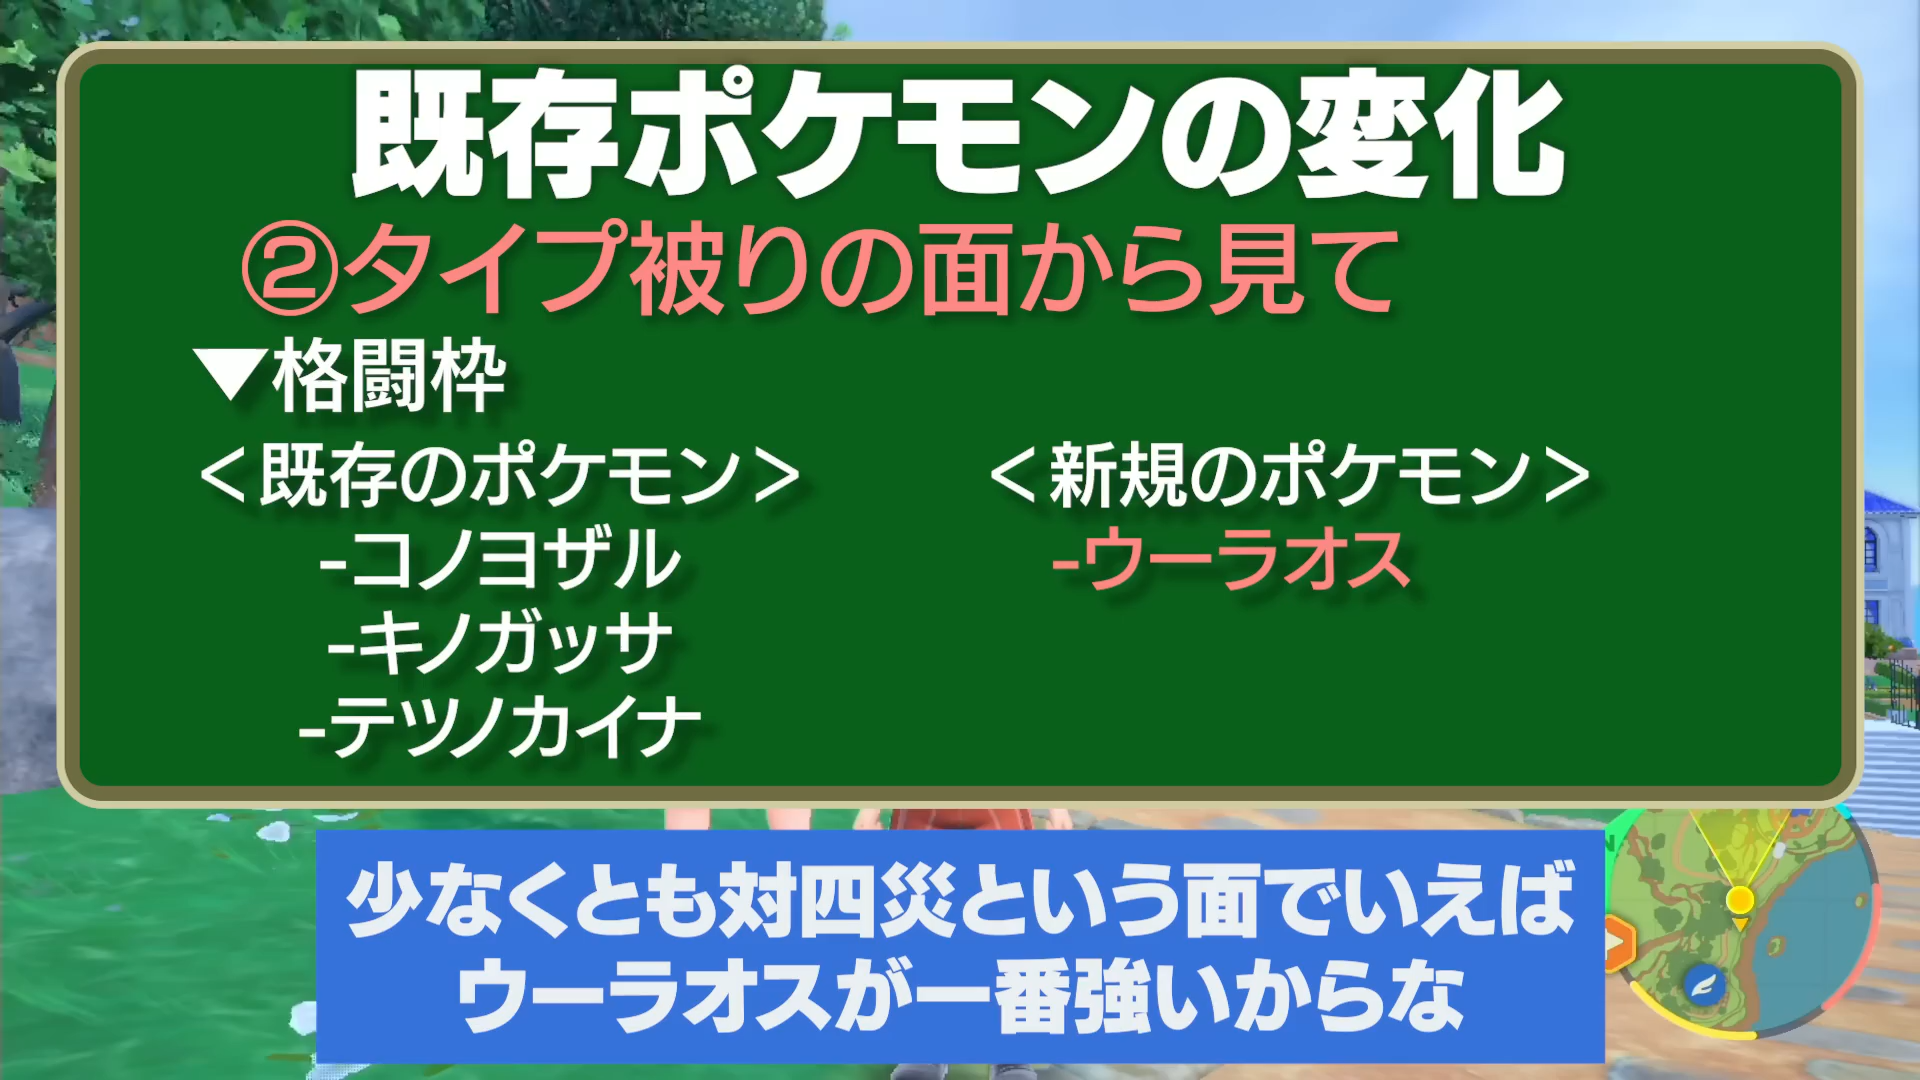 既存ポケモンの変化
②タイプ被りの面から見て
▼格闘枠
＜既存のポケモン＞
-コノヨザル
-キノガッサ
-テツノカイナ
＜新規のポケモン＞
-ウーラオス
少なくとも対四災という面でいえば
ウーラオスが一番強いからな